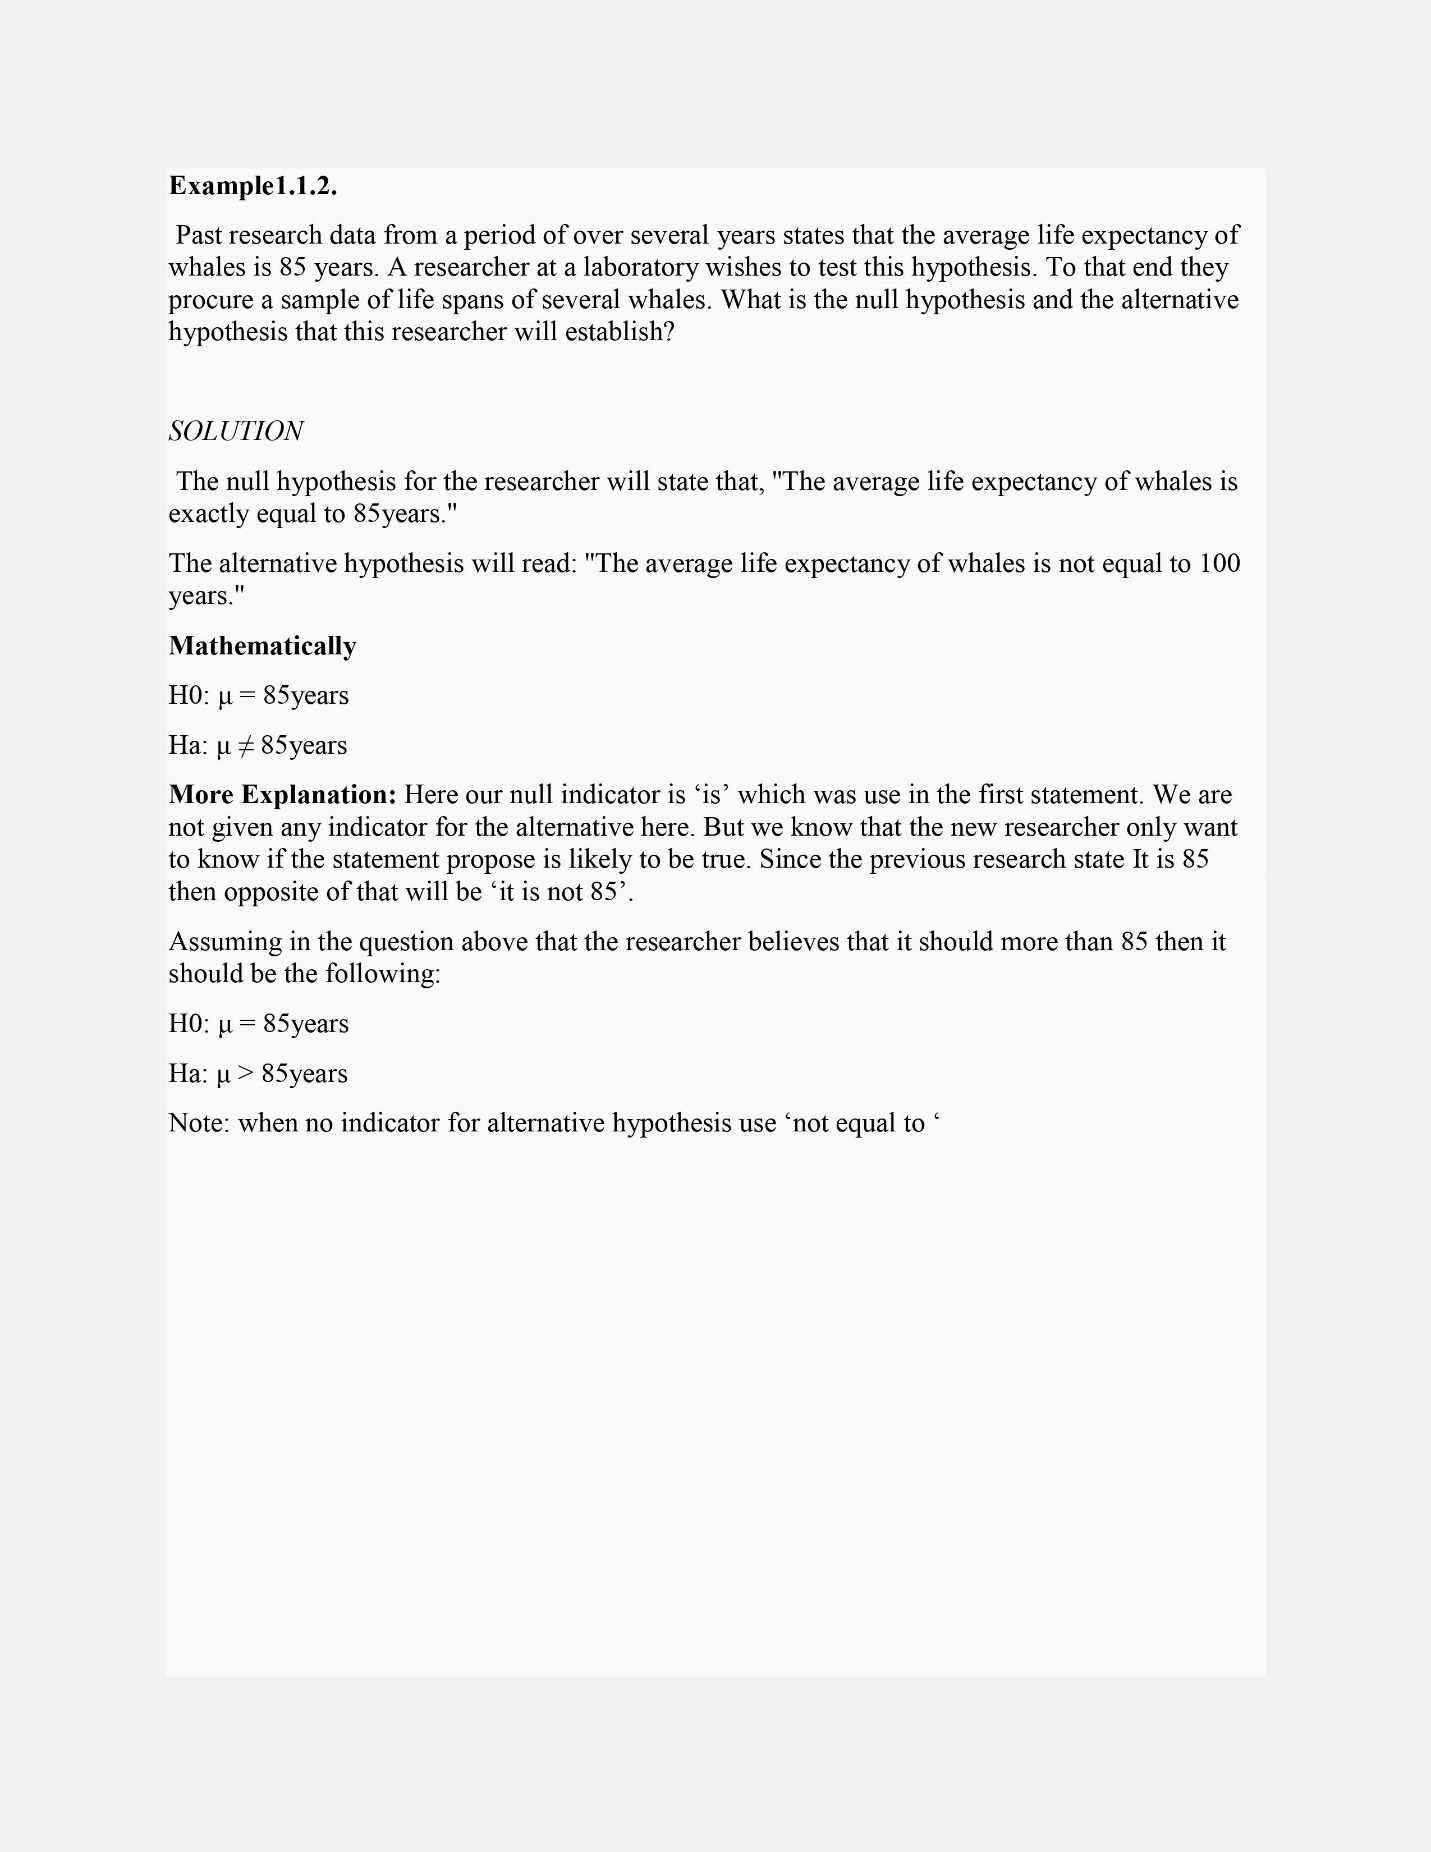 Example1.1.2.
Past research data from a period of over several years states that the average life expectancy of
whales is 85 years. A researcher at a laboratory wishes to test this hypothesis. To that end they
procure a sample of life spans of several whales. What is the null hypothesis and the alternative
hypothesis that this researcher will establish?
SOLUTION
The null hypothesis for the researcher will state that, "The average life expectancy of whales is
exactly equal to 85years."
The alternative hypothesis will read: "The average life expectancy of whales is not equal to 100
years."
Mathematically
H0: μ = 85years
Ha: μ ≠ 85years
More Explanation: Here our null indicator is ‘is’ which was use in the first statement. We are
not given any indicator for the alternative here. But we know that the new researcher only want
to know if the statement propose is likely to be true. Since the previous research state It is 85
then opposite of that will be ‘it is not 85’.
Assuming in the question above that the researcher believes that it should more than 85 then it
should be the following:
H0: μ = 85years
Ha: μ > 85years
Note: when no indicator for alternative hypothesis use ‘not equal to ‘